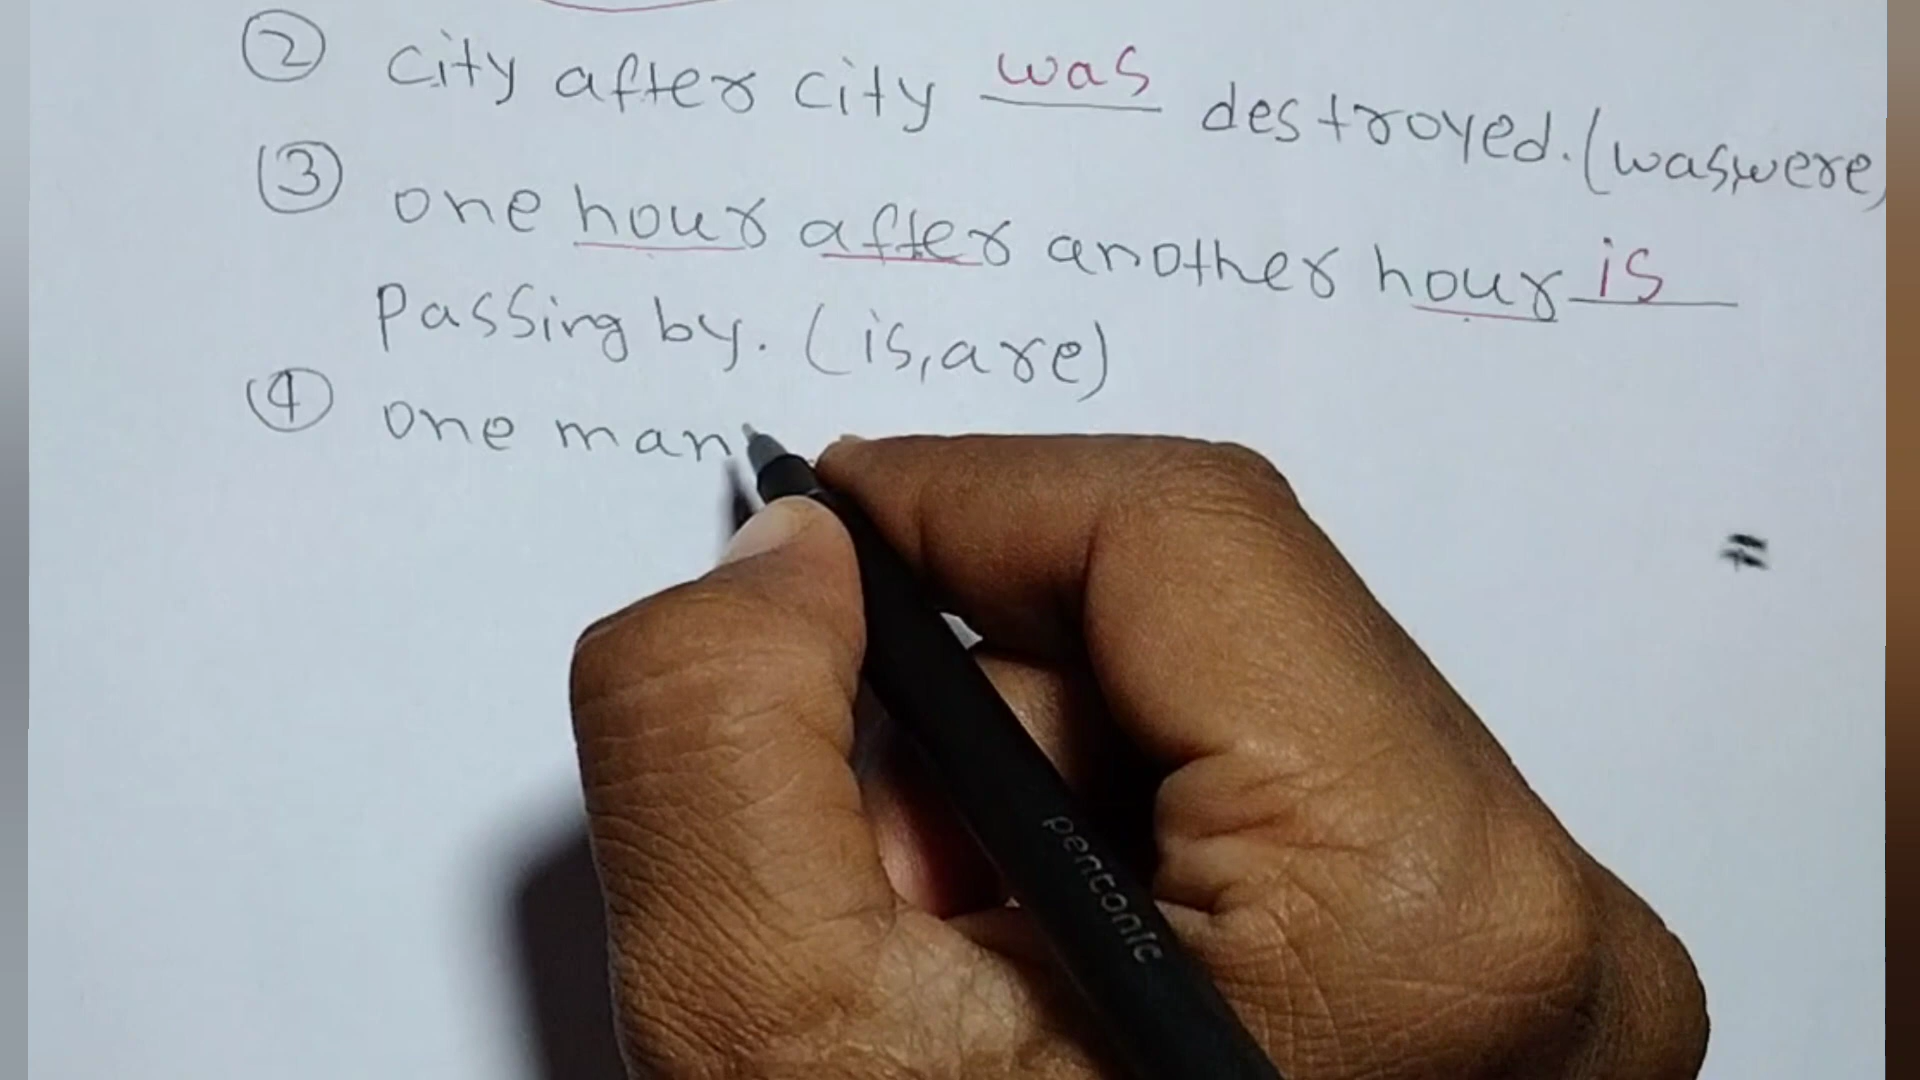 ② city after city was destroyed. (was, were)
③ one hour after another hour is
passing by. (is, are)
④ one man
pentonic